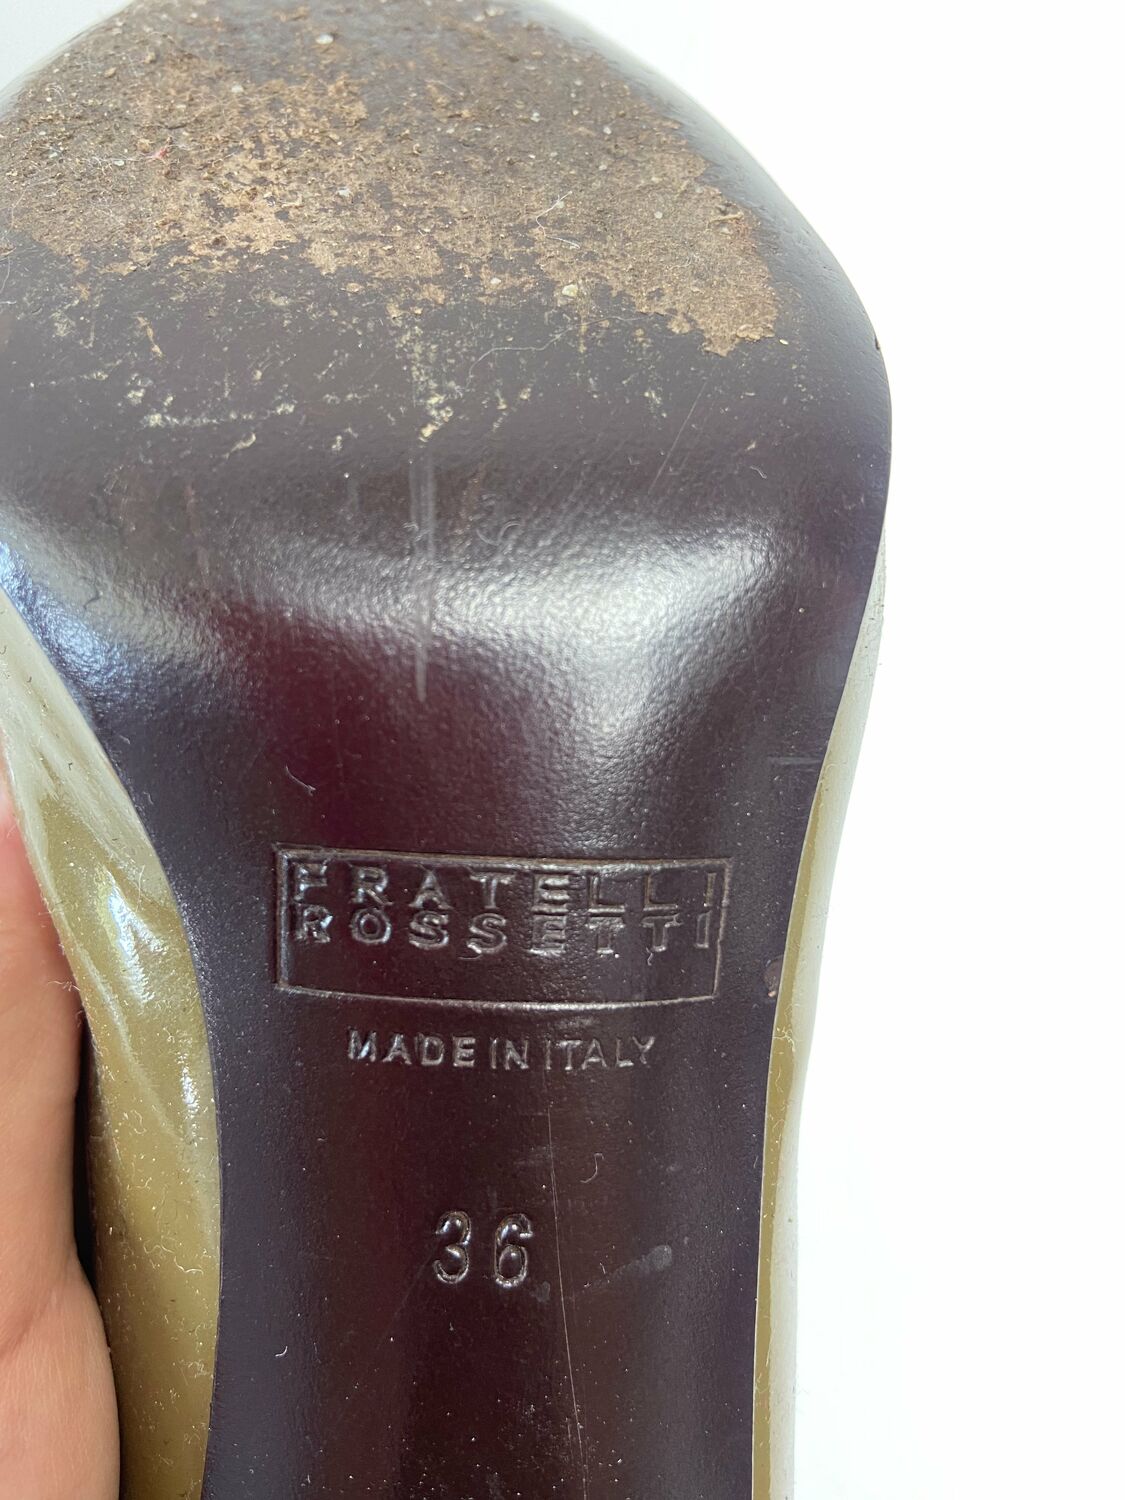 FRATELLI
ROSSETTI
MADE IN ITALY
36